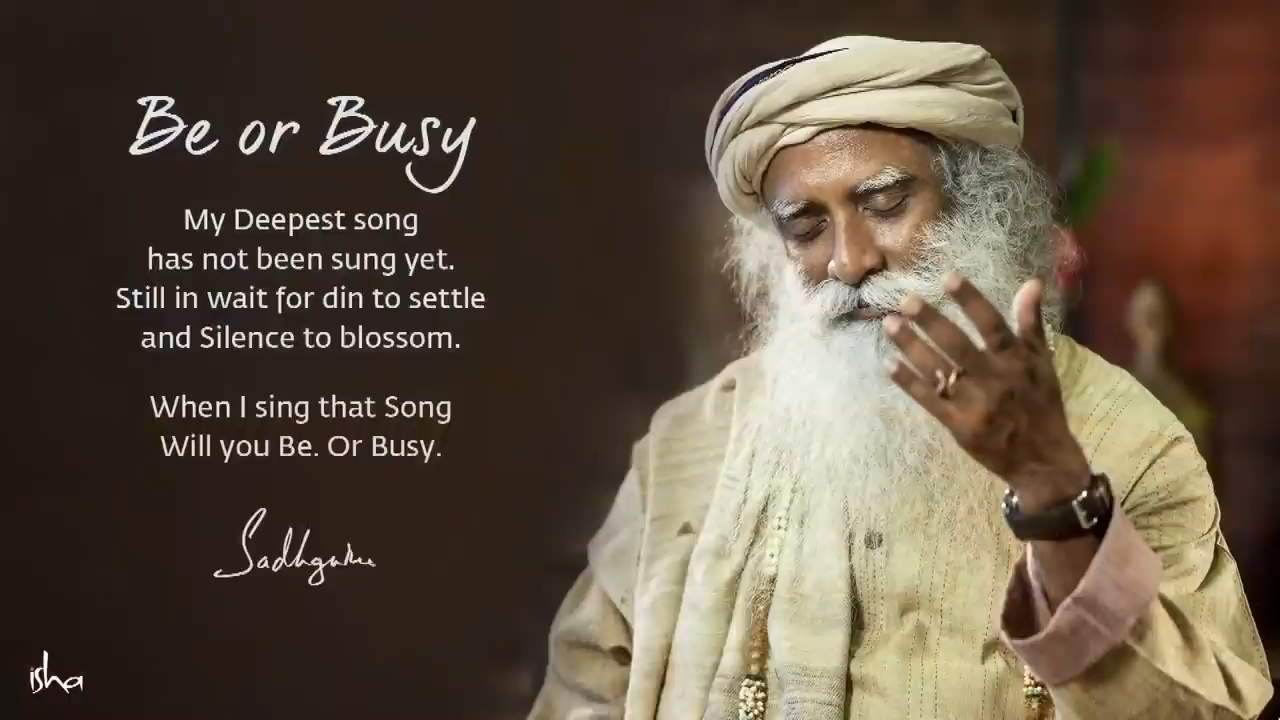 Be or Busy
My Deepest song
has not been sung yet.
Still in wait for din to settle
and Silence to blossom.
When I sing that Song
Will you Be. Or Busy.
Sadhguru
isha